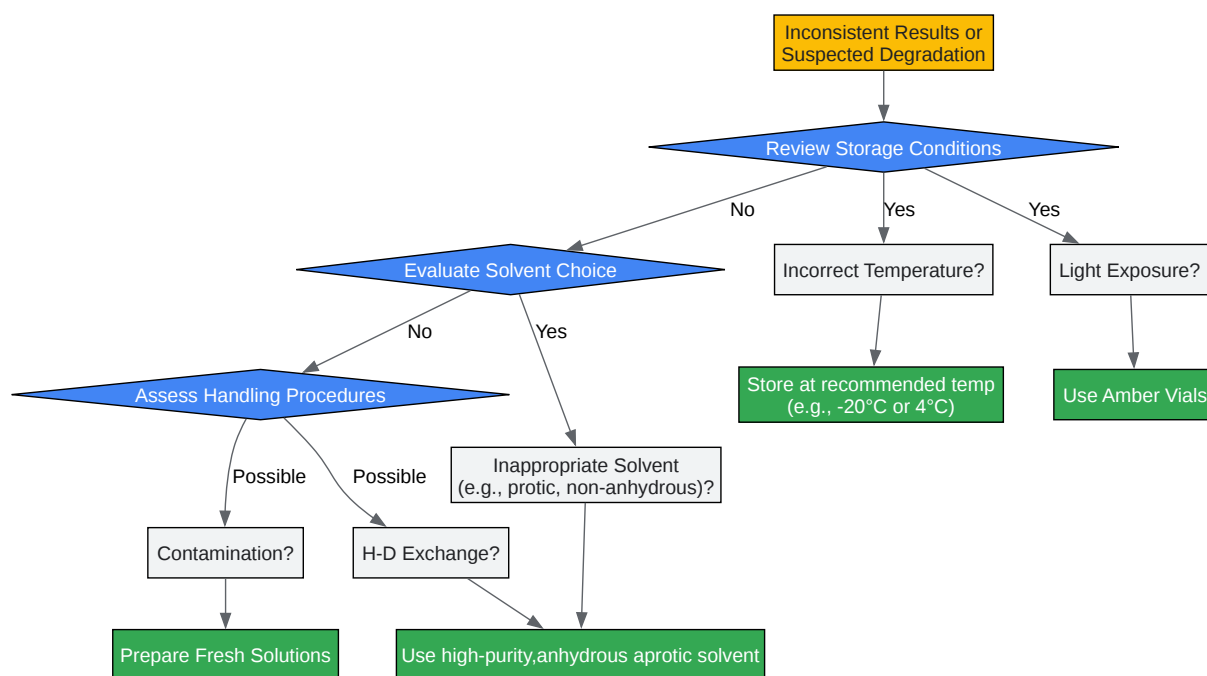 Inconsistent Results or
Suspected Degradation
Review Storage Conditions
No
Yes
Yes
Evaluate Solvent Choice
Incorrect Temperature?
Light Exposure?
No
Yes
Assess Handling Procedures
Store at recommended temp
(e.g., -20°C or 4°C)
Use Amber Vials
Possible
Possible
Inappropriate Solvent
(e.g., protic, non-anhydrous)?
Contamination?
H-D Exchange?
Prepare Fresh Solutions
Use high-purity,anhydrous aprotic solvent